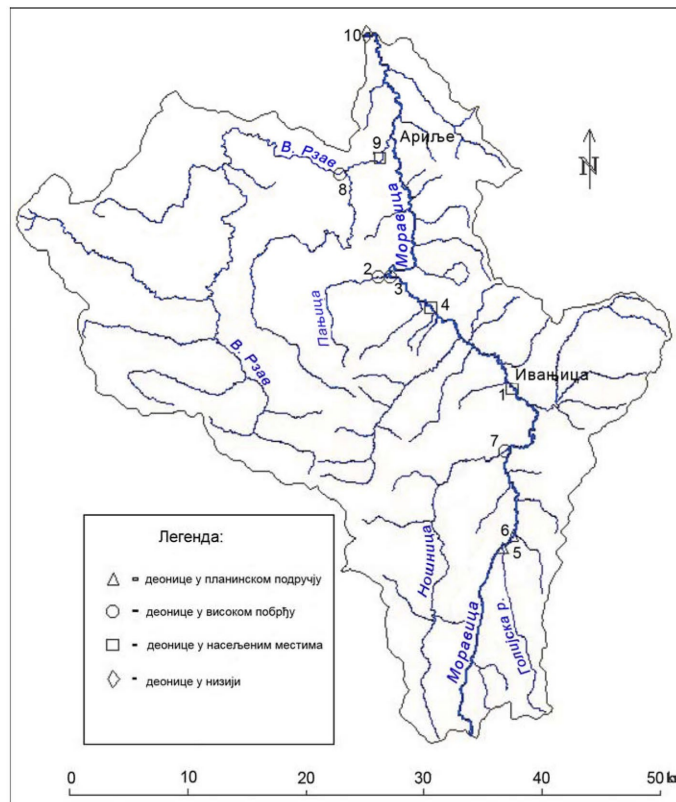 10
Ариље
9
В. Рзав
8
N
Моравица
2
3
4
Пањица
В. Рзав
Ивањица
1
7
6
5
Ношница
Моравица
Голијска р.
Легенда:
- деонице у планинском подручју
- деонице у високом побрђу
- деонице у насељеним местима
- деонице у низији
0 10 20 30 40 50